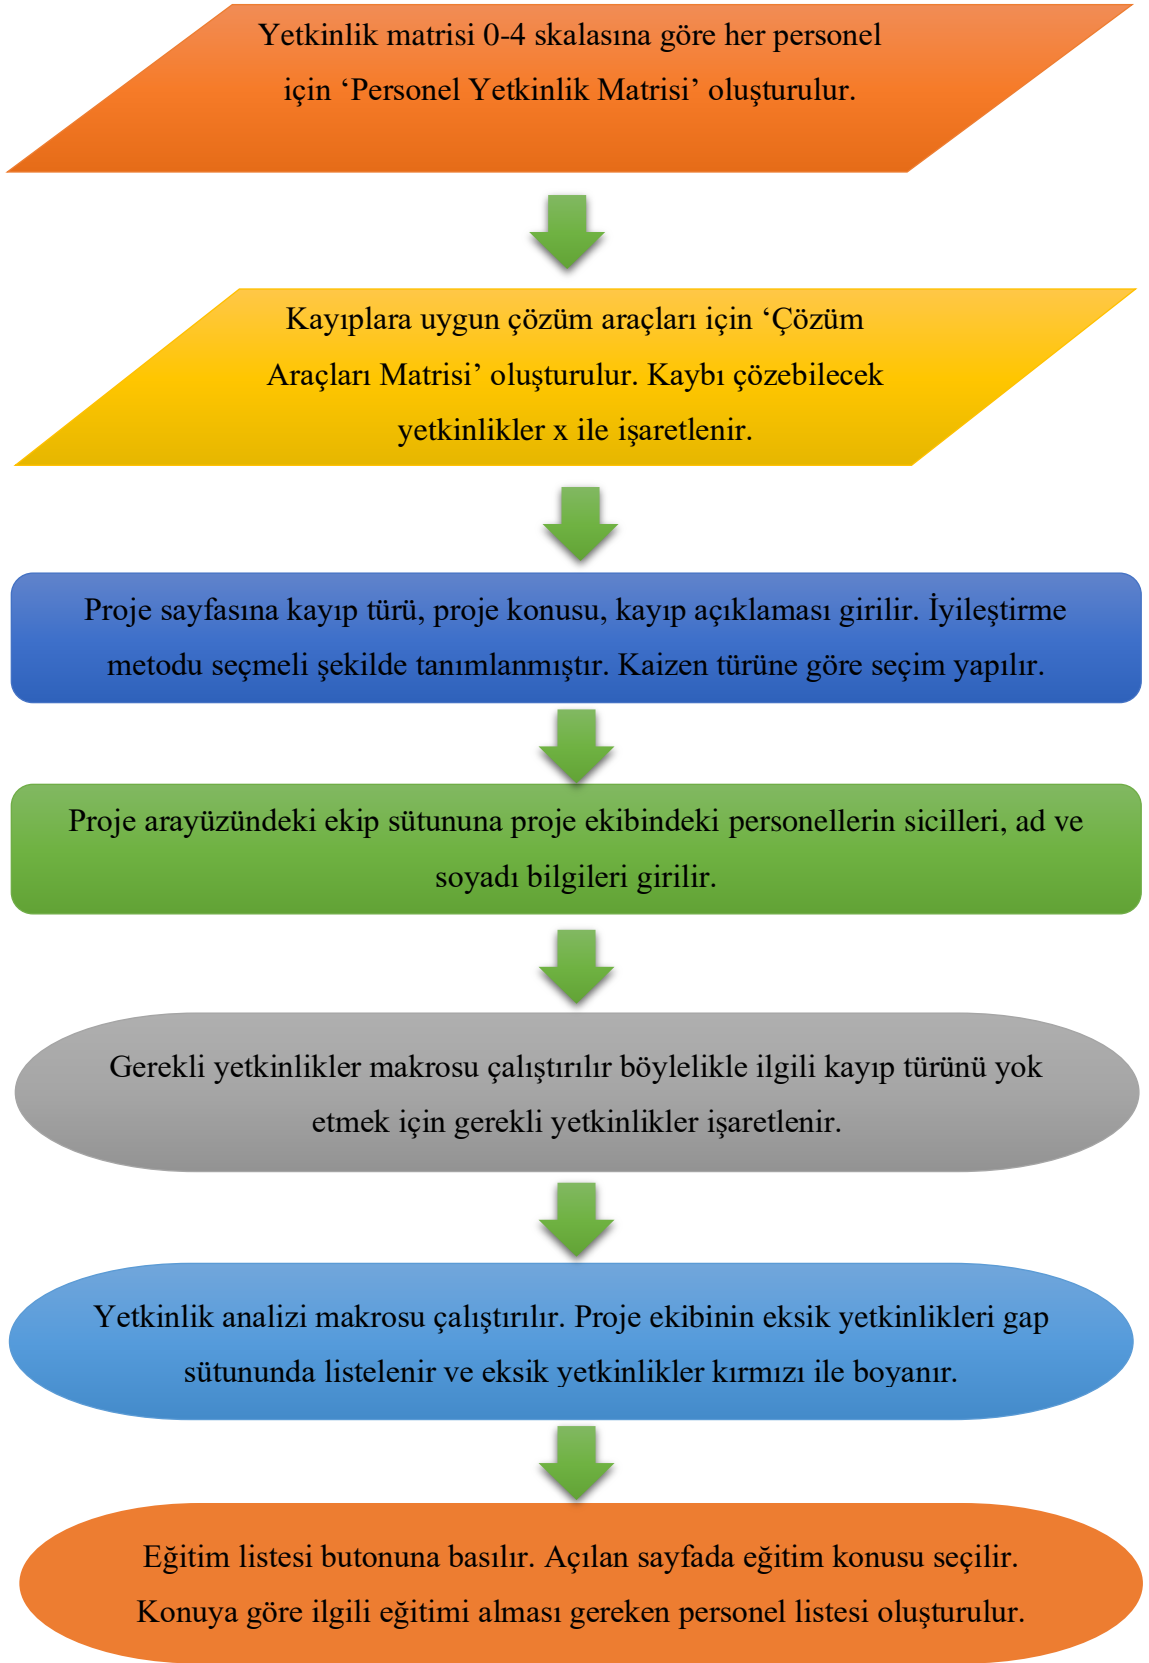 Yetkinlik matrisi 0-4 skalasına göre her personel
için ‘Personel Yetkinlik Matrisi’ oluşturulur.
Kayıplara uygun çözüm araçları için ‘Çözüm
Araçları Matrisi’ oluşturulur. Kaybı çözebilecek
yetkinlikler x ile işaretlenir.
Proje sayfasına kayıp türü, proje konusu, kayıp açıklaması girilir. İyileştirme
metodu seçmeli şekilde tanımlanmıştır. Kaizen türüne göre seçim yapılır.
Proje arayüzündeki ekip sütununa proje ekibindeki personellerin sicilleri, ad ve
soyadı bilgileri girilir.
Gerekli yetkinlikler makrosu çalıştırılır böylelikle ilgili kayıp türünü yok
etmek için gerekli yetkinlikler işaretlenir.
Yetkinlik analizi makrosu çalıştırılır. Proje ekibinin eksik yetkinlikleri gap
sütununda listelenir ve eksik yetkinlikler kırmızı ile boyanır.
Eğitim listesi butonuna basılır. Açılan sayfada eğitim konusu seçilir.
Konuya göre ilgili eğitimi alması gereken personel listesi oluşturulur.